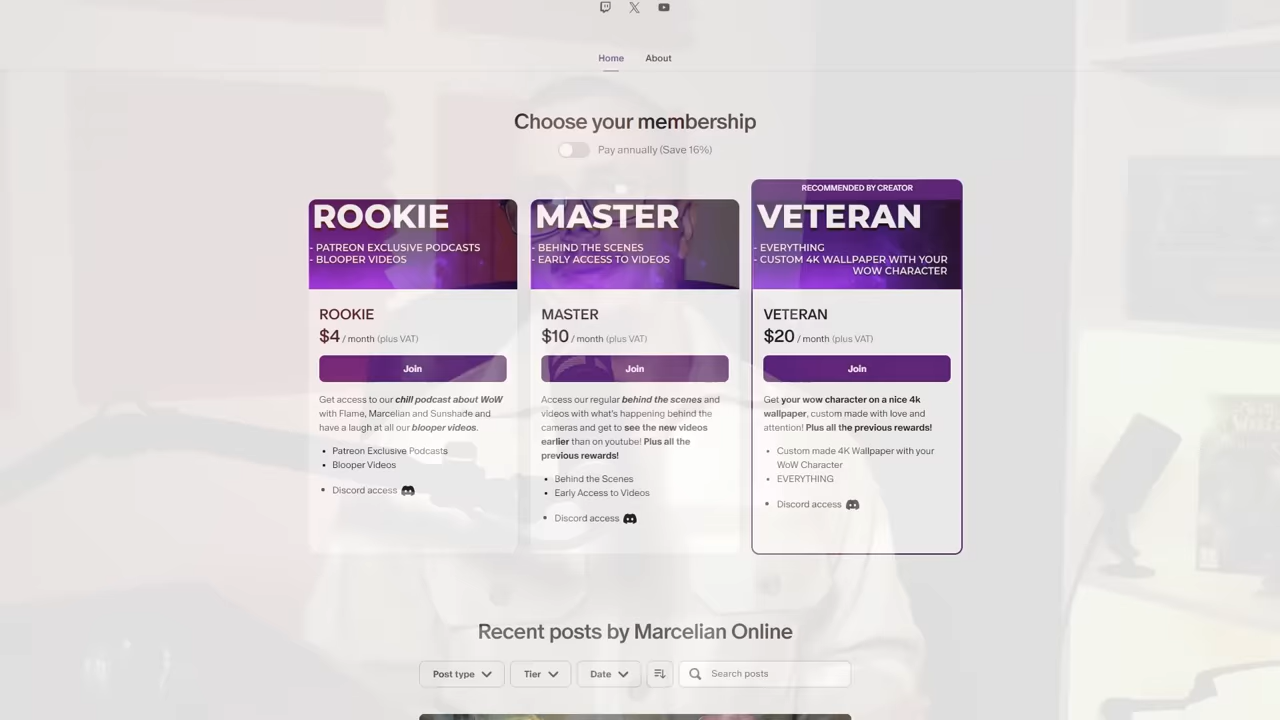 Home
About
Choose your membership
Pay annually (Save 16%)
ROOKIE
- PATREON EXCLUSIVE PODCASTS
- BLOOPER VIDEOS
ROOKIE
$4 / month (plus VAT)
Join
Get access to our chill podcast about WoW
with Flame, Marcelian and Sunshade and
have a laugh at all our blooper videos.
• Patreon Exclusive Podcasts
• Blooper Videos
• Discord access
MASTER
- BEHIND THE SCENES
- EARLY ACCESS TO VIDEOS
MASTER
$10 / month (plus VAT)
Join
Access our regular behind the scenes and
videos with what's happening behind the
cameras and get to see the new videos
earlier than on youtube! Plus all the
previous rewards!
• Behind the Scenes
• Early Access to Videos
• Discord access
RECOMMENDED BY CREATOR
VETERAN
- EVERYTHING
- CUSTOM 4K WALLPAPER WITH YOUR
WOW CHARACTER
VETERAN
$20 / month (plus VAT)
Join
Get your wow character on a nice 4k
wallpaper, custom made with love and
attention! Plus all the previous rewards!
• Custom made 4K Wallpaper with your
WoW Character
• EVERYTHING
• Discord access
Recent posts by Marcelian Online
Post type
Tier
Date
Search posts